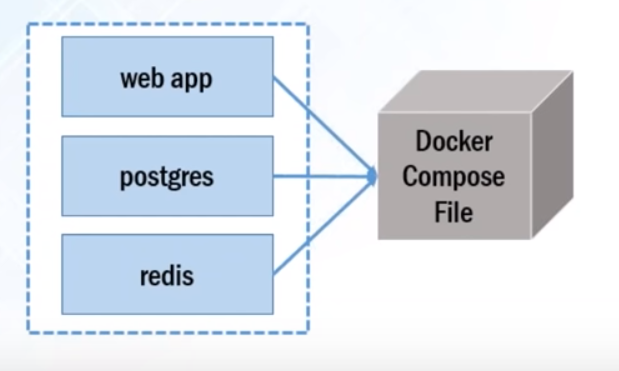 web app
postgres
redis
Docker
Compose
File